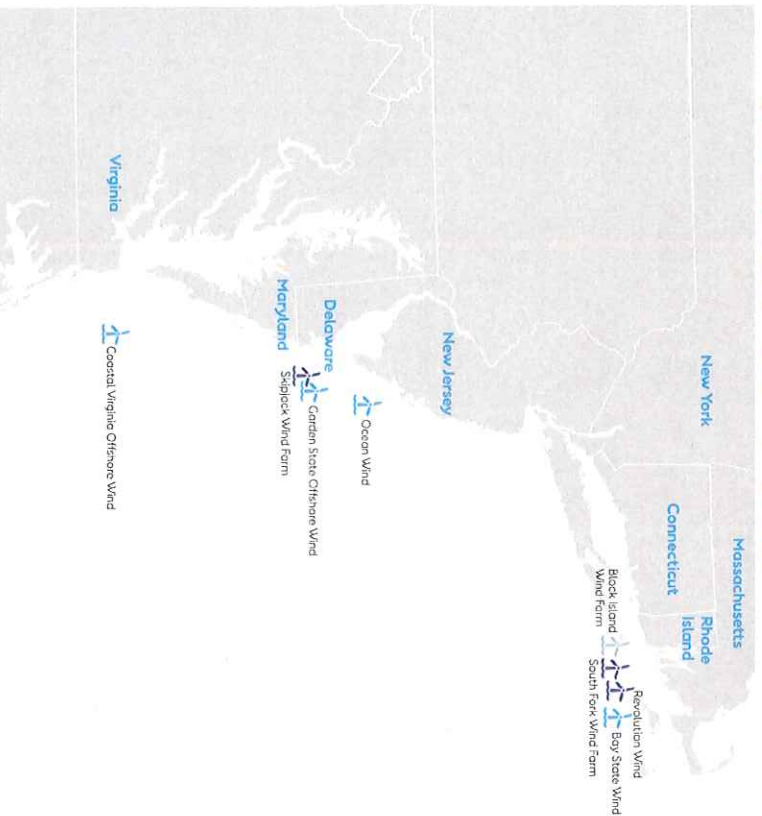 Massachusetts
New York
Rhode
Island
Connecticut
Revolution Wind
Block Island
Wind Farm
Bay State Wind
South Fork Wind Farm
New Jersey
Ocean Wind
Delaware
Garden State Offshore Wind
Maryland
Skipjack Wind Farm
Virginia
Coastal Virginia Offshore Wind